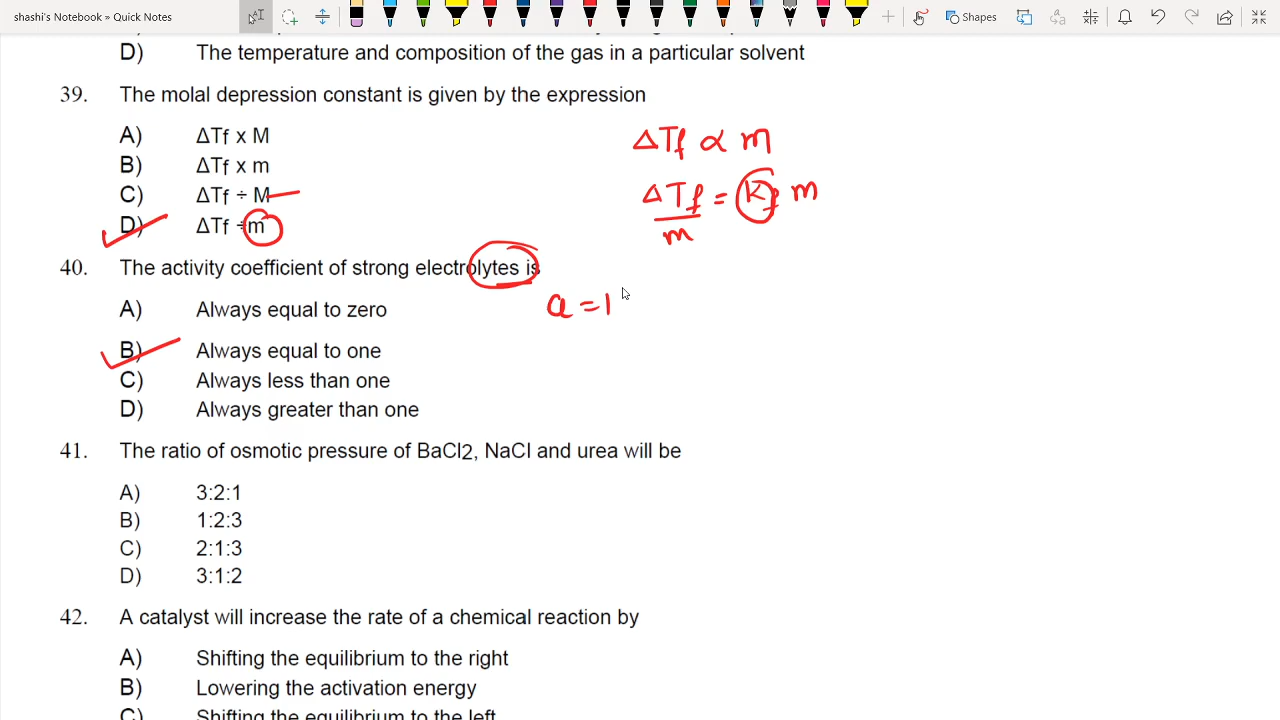 shashi's Notebook » Quick Notes
Shapes
D) The temperature and composition of the gas in a particular solvent
39. The molal depression constant is given by the expression
A) ΔTf x M
B) ΔTf x m
C) ΔTf ÷ M
D) ΔTf ÷m
ΔTf ∝ m
ΔTf = Kf m
m
40. The activity coefficient of strong electrolytes is
a = 1
A) Always equal to zero
B) Always equal to one
C) Always less than one
D) Always greater than one
41. The ratio of osmotic pressure of BaCl2, NaCl and urea will be
A) 3:2:1
B) 1:2:3
C) 2:1:3
D) 3:1:2
42. A catalyst will increase the rate of a chemical reaction by
A) Shifting the equilibrium to the right
B) Lowering the activation energy
C) Shifting the equilibrium to the left